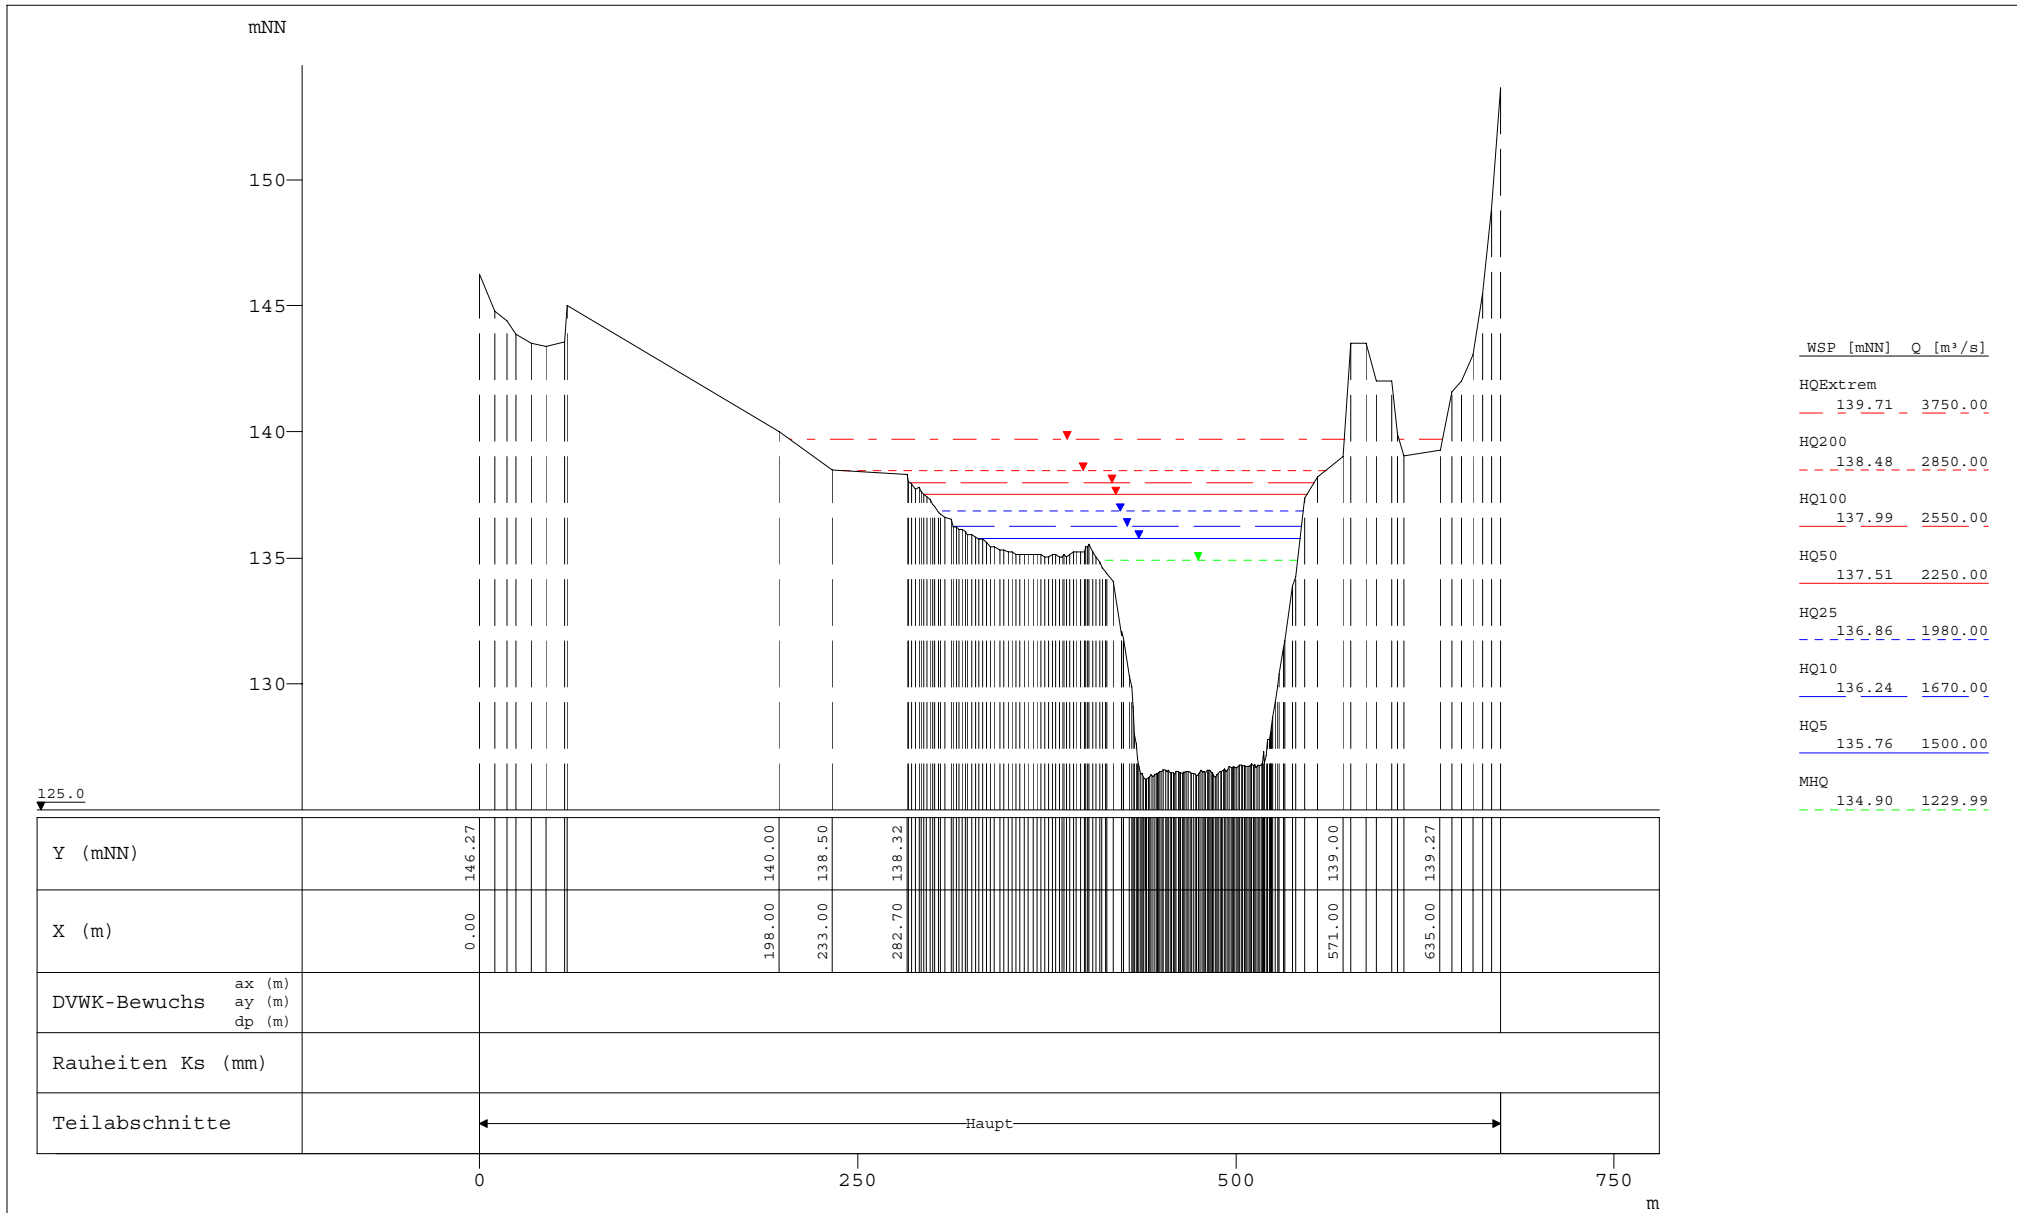 mNN
150
145
140
135
130
125.0
WSP [mNN] Q [m³/s]
HQExtrem
139.71 3750.00
HQ200
138.48 2850.00
HQ100
137.99 2550.00
HQ50
137.51 2250.00
HQ25
136.86 1980.00
HQ10
136.24 1670.00
HQ5
135.76 1500.00
MHQ
134.90 1229.99
Y (mNN)
146.27
140.00
138.50
138.32
139.00
139.27
X (m)
0.00
198.00
233.00
282.70
571.00
635.00
DVWK-Bewuchs
ax (m)
ay (m)
dp (m)
Rauheiten Ks (mm)
Teilabschnitte
Haupt
0 250 500 750
m